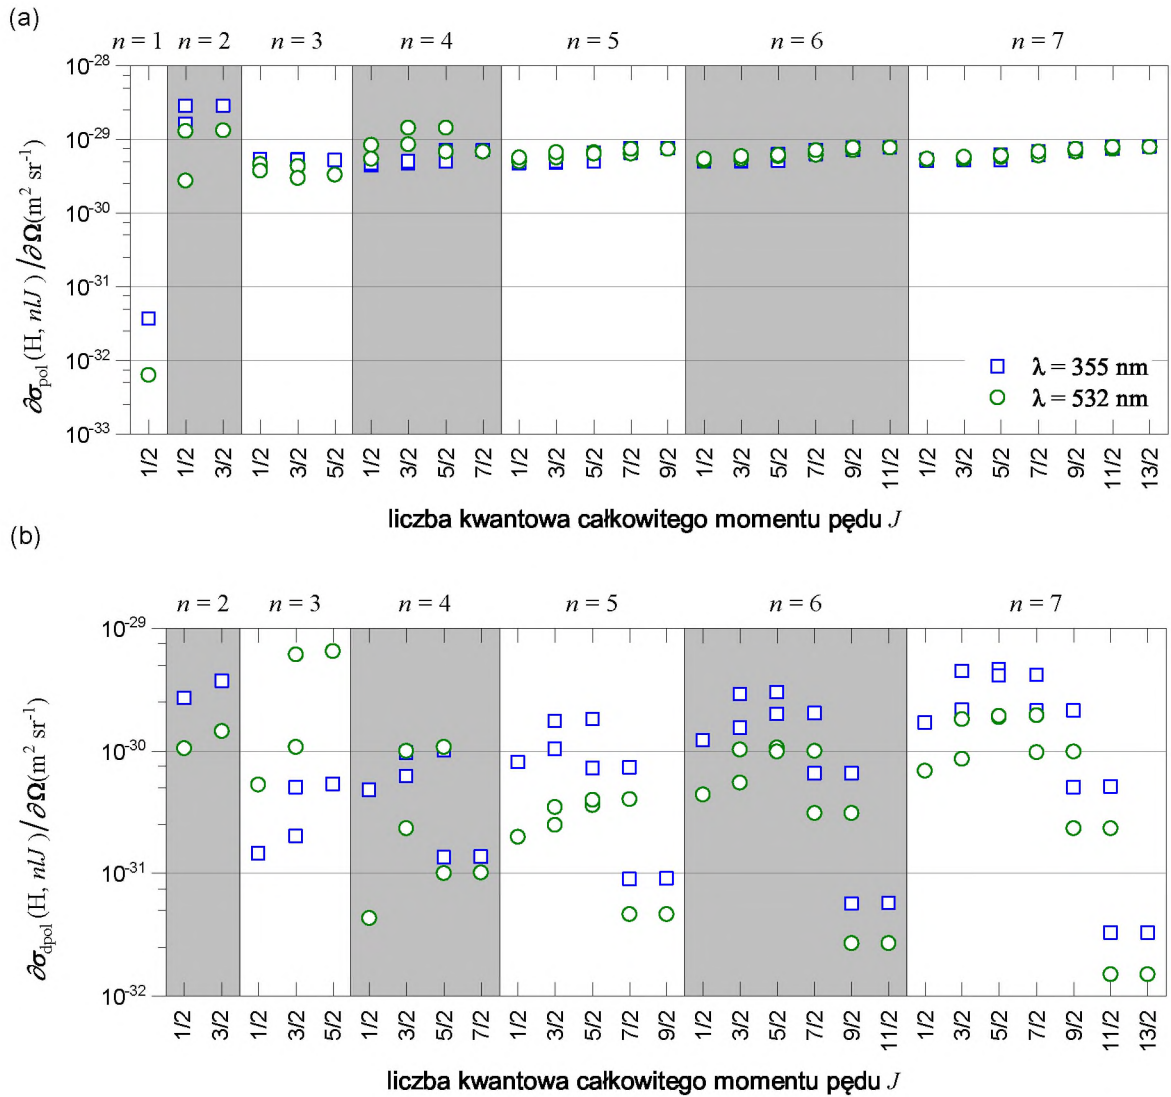 (a)
n = 1 n = 2 n = 3 n = 4 n = 5 n = 6 n = 7
10⁻²⁸
10⁻²⁹
10⁻³⁰
10⁻³¹
10⁻³²
10⁻³³
∂σpol (H, nlJ) / ∂Ω(m² sr⁻¹)
λ = 355 nm
λ = 532 nm
1/2 1/2 3/2 1/2 3/2 5/2 1/2 3/2 5/2 7/2 1/2 3/2 5/2 7/2 9/2 1/2 3/2 5/2 7/2 9/2 11/2 1/2 3/2 5/2 7/2 9/2 11/2 13/2
liczba kwantowa całkowitego momentu pędu J
(b)
n = 2 n = 3 n = 4 n = 5 n = 6 n = 7
10⁻²⁹
10⁻³⁰
10⁻³¹
10⁻³²
∂σdpol (H, nlJ) / ∂Ω(m² sr⁻¹)
1/2 3/2 1/2 3/2 5/2 1/2 3/2 5/2 7/2 1/2 3/2 5/2 7/2 9/2 1/2 3/2 5/2 7/2 9/2 11/2 1/2 3/2 5/2 7/2 9/2 11/2 13/2
liczba kwantowa całkowitego momentu pędu J